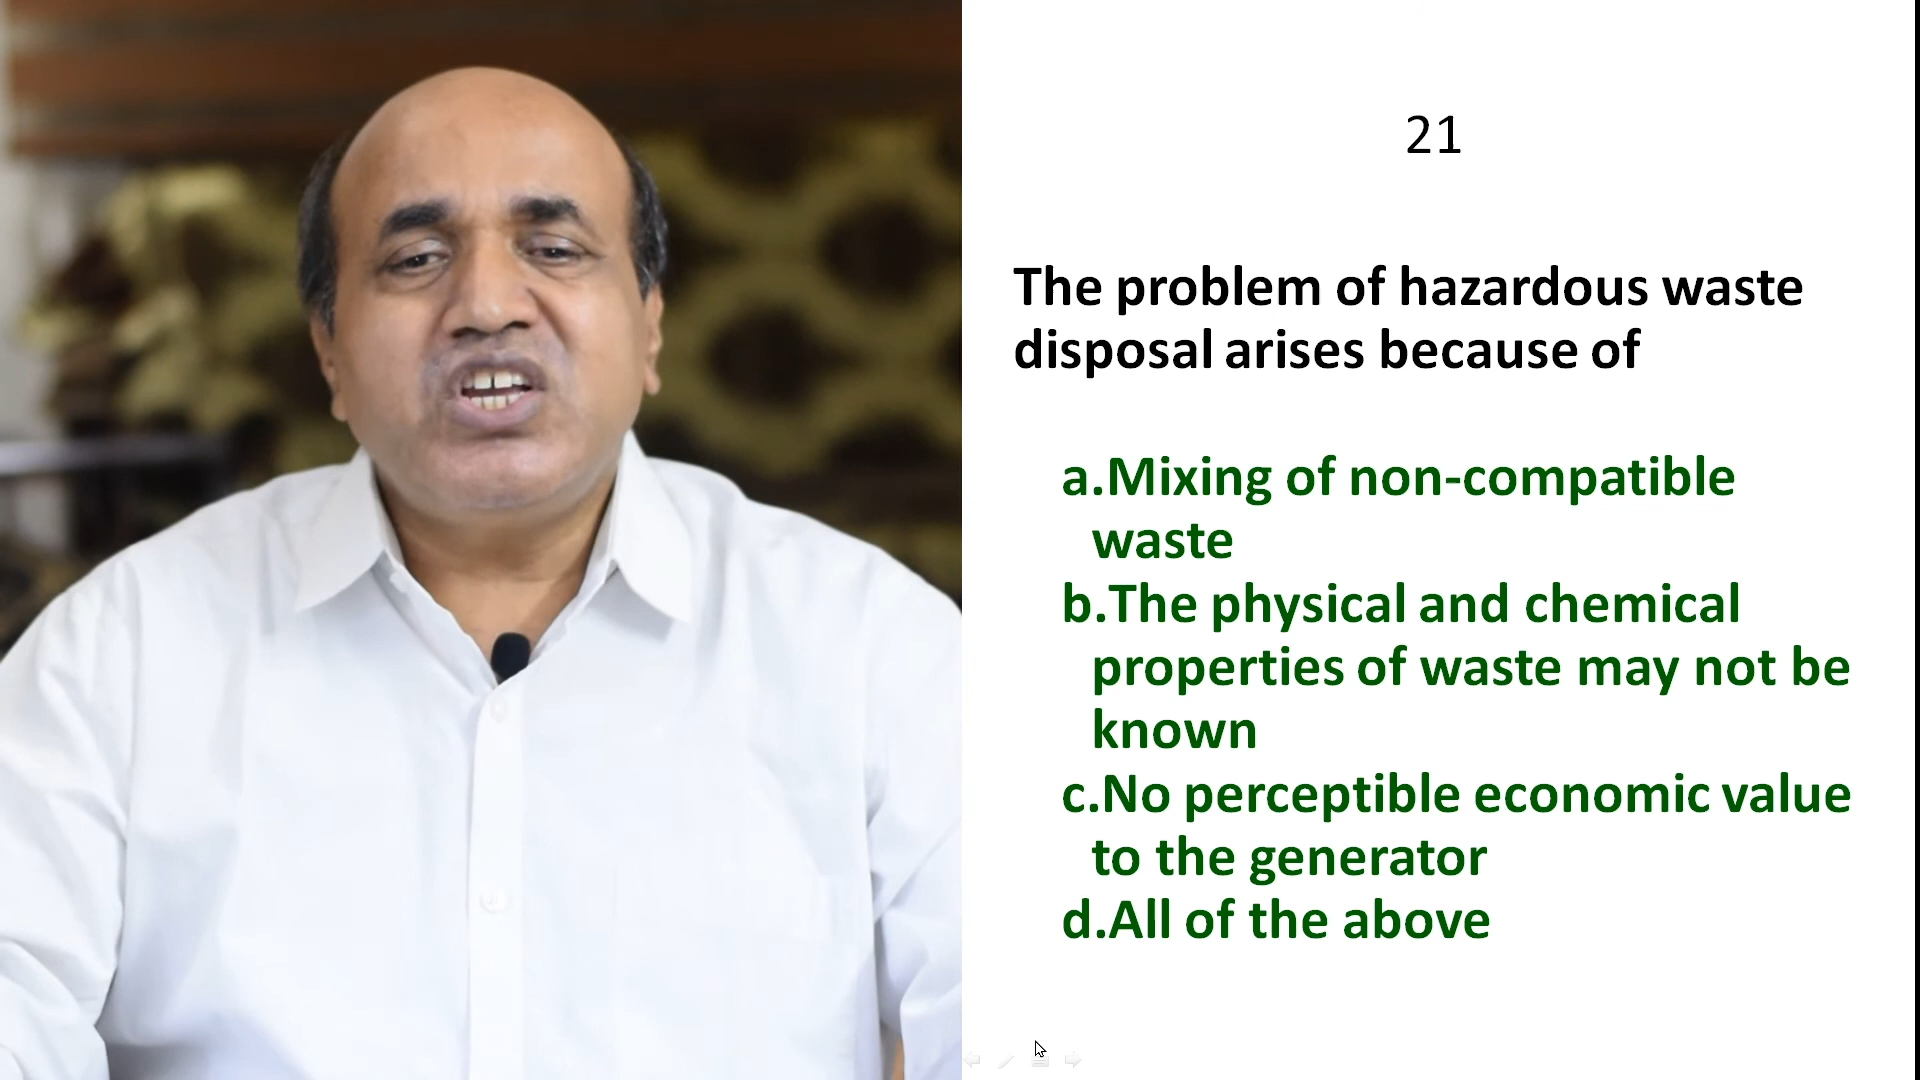 21
The problem of hazardous waste
disposal arises because of
a.Mixing of non-compatible
waste
b.The physical and chemical
properties of waste may not be
known
c.No perceptible economic value
to the generator
d.All of the above